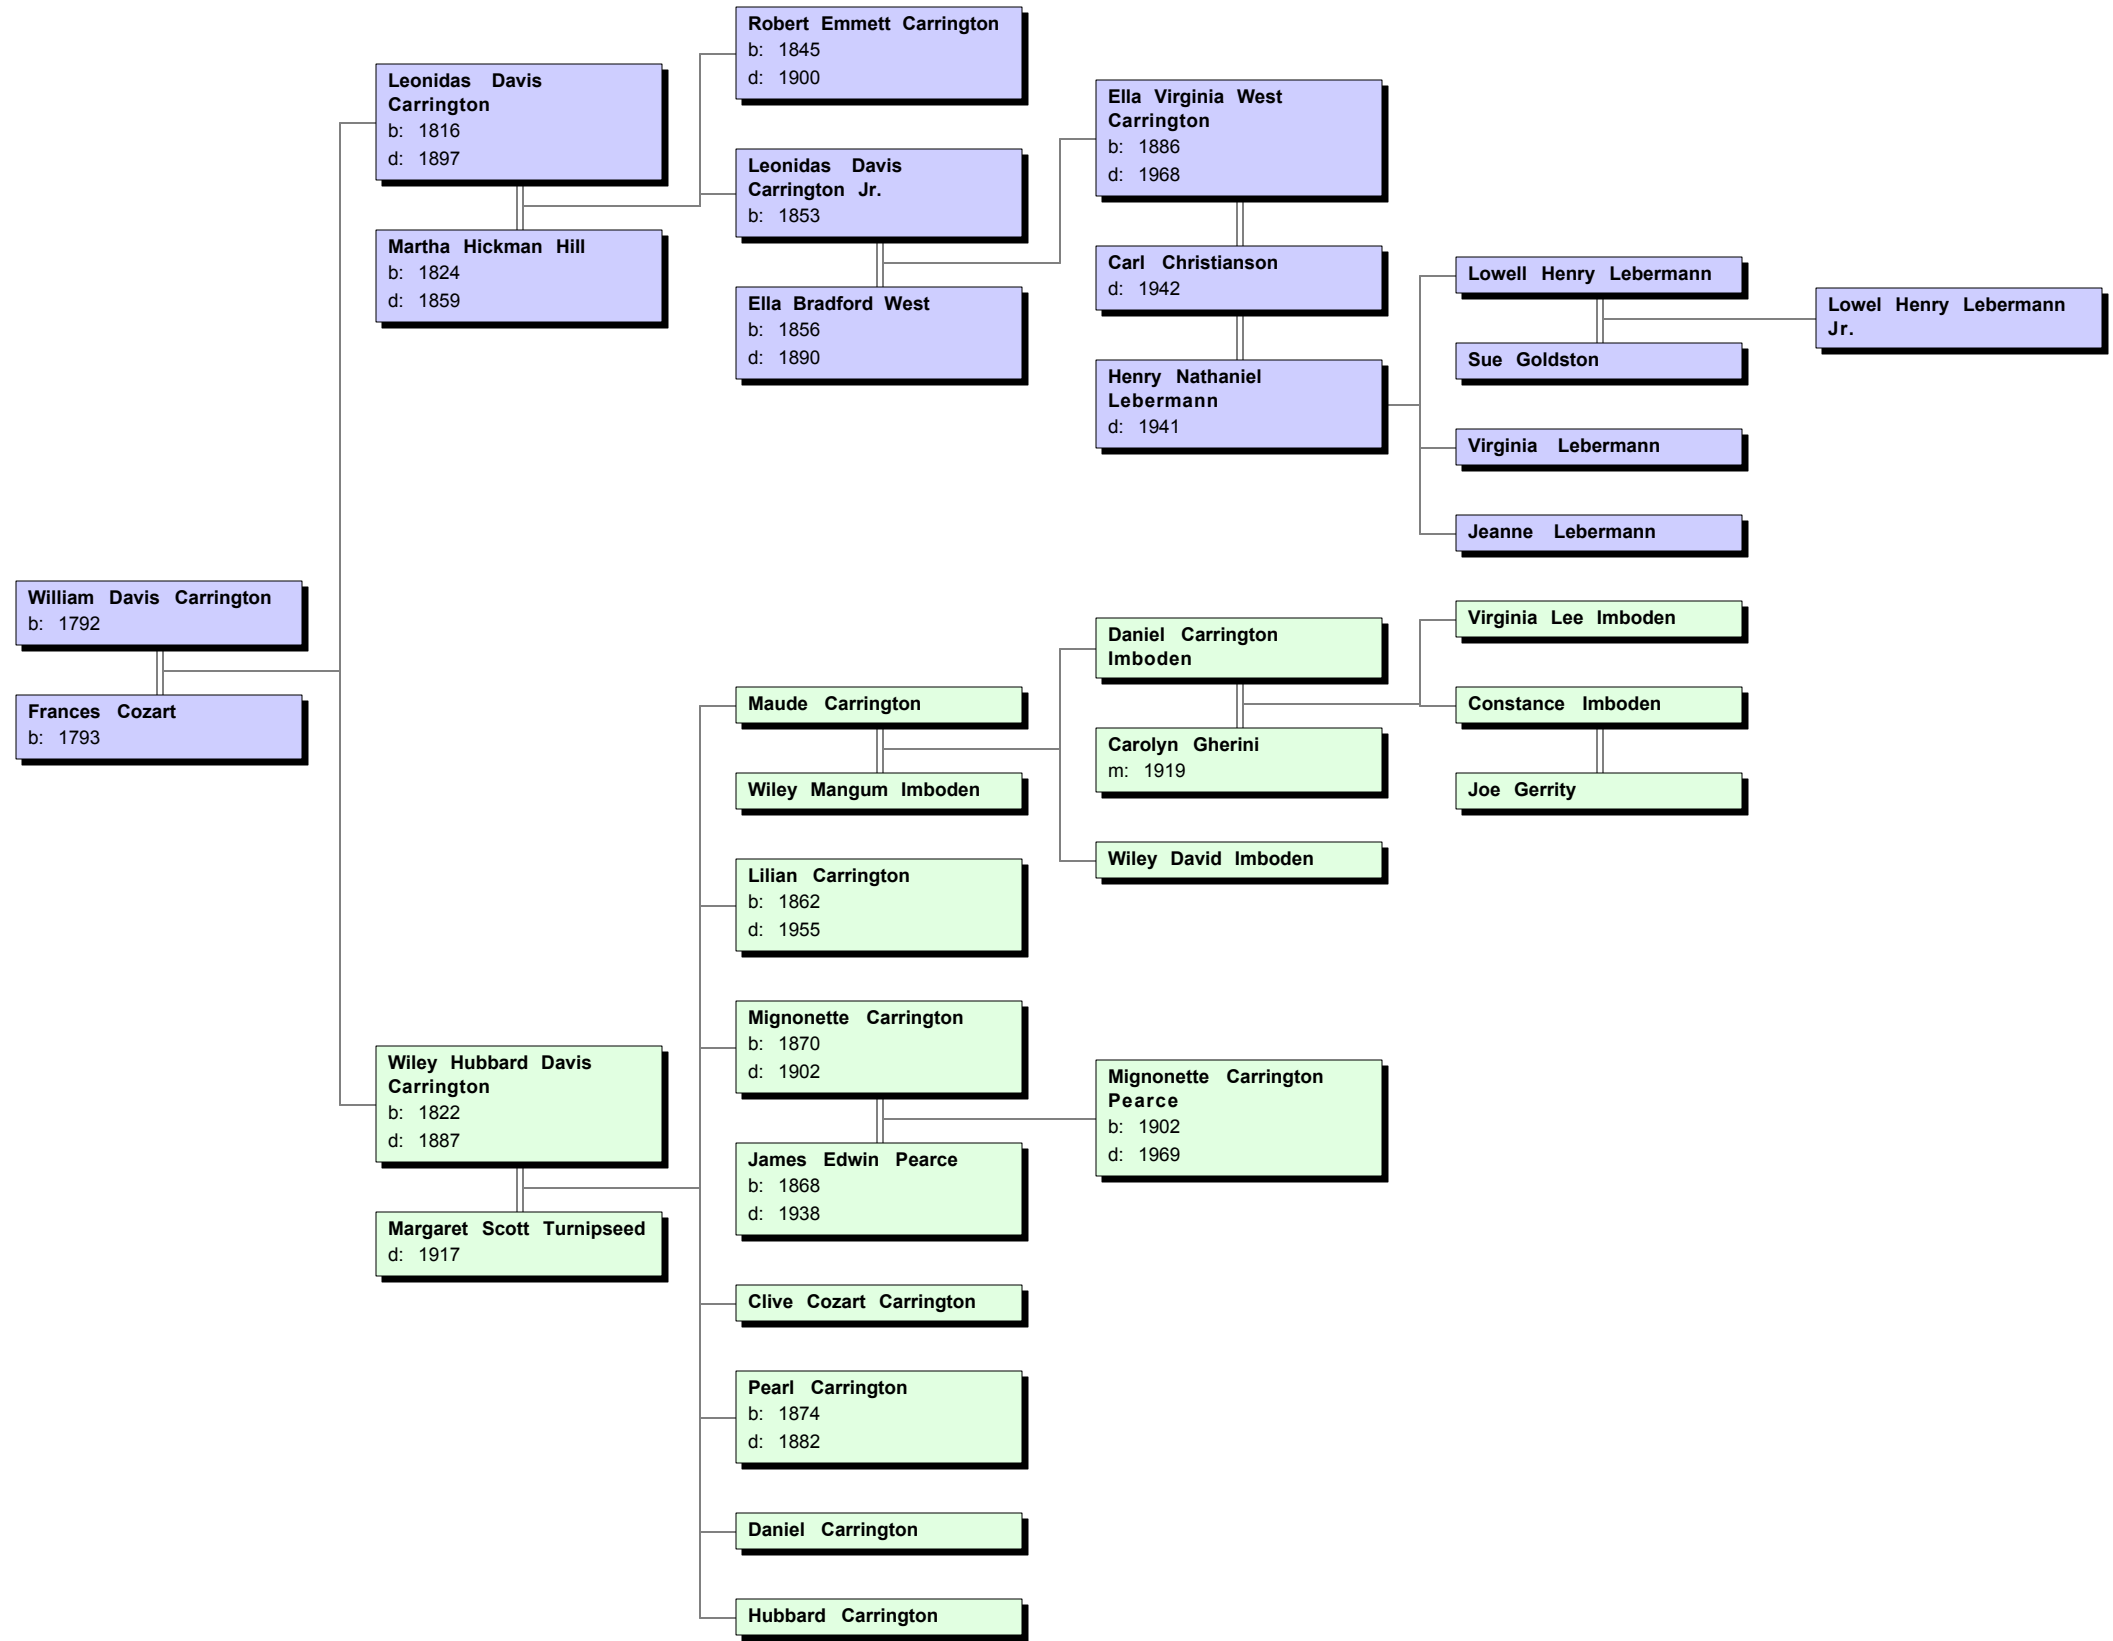 William Davis Carrington
b: 1792
Frances Cozart
b: 1793
Leonidas Davis
Carrington
b: 1816
d: 1897
Martha Hickman Hill
b: 1824
d: 1859
Wiley Hubbard Davis
Carrington
b: 1822
d: 1887
Margaret Scott Turnipseed
d: 1917
Robert Emmett Carrington
b: 1845
d: 1900
Leonidas Davis
Carrington Jr.
b: 1853
Ella Bradford West
b: 1856
d: 1890
Maude Carrington
Wiley Mangum Imboden
Lilian Carrington
b: 1862
d: 1955
Mignonette Carrington
b: 1870
d: 1902
James Edwin Pearce
b: 1868
d: 1938
Clive Cozart Carrington
Pearl Carrington
b: 1874
d: 1882
Daniel Carrington
Hubbard Carrington
Ella Virginia West
Carrington
b: 1886
d: 1968
Carl Christianson
d: 1942
Henry Nathaniel
Lebermann
d: 1941
Daniel Carrington
Imboden
Carolyn Gherini
m: 1919
Wiley David Imboden
Mignonette Carrington
Pearce
b: 1902
d: 1969
Lowell Henry Lebermann
Sue Goldston
Virginia Lebermann
Jeanne Lebermann
Virginia Lee Imboden
Constance Imboden
Joe Gerrity
Lowel Henry Lebermann
Jr.